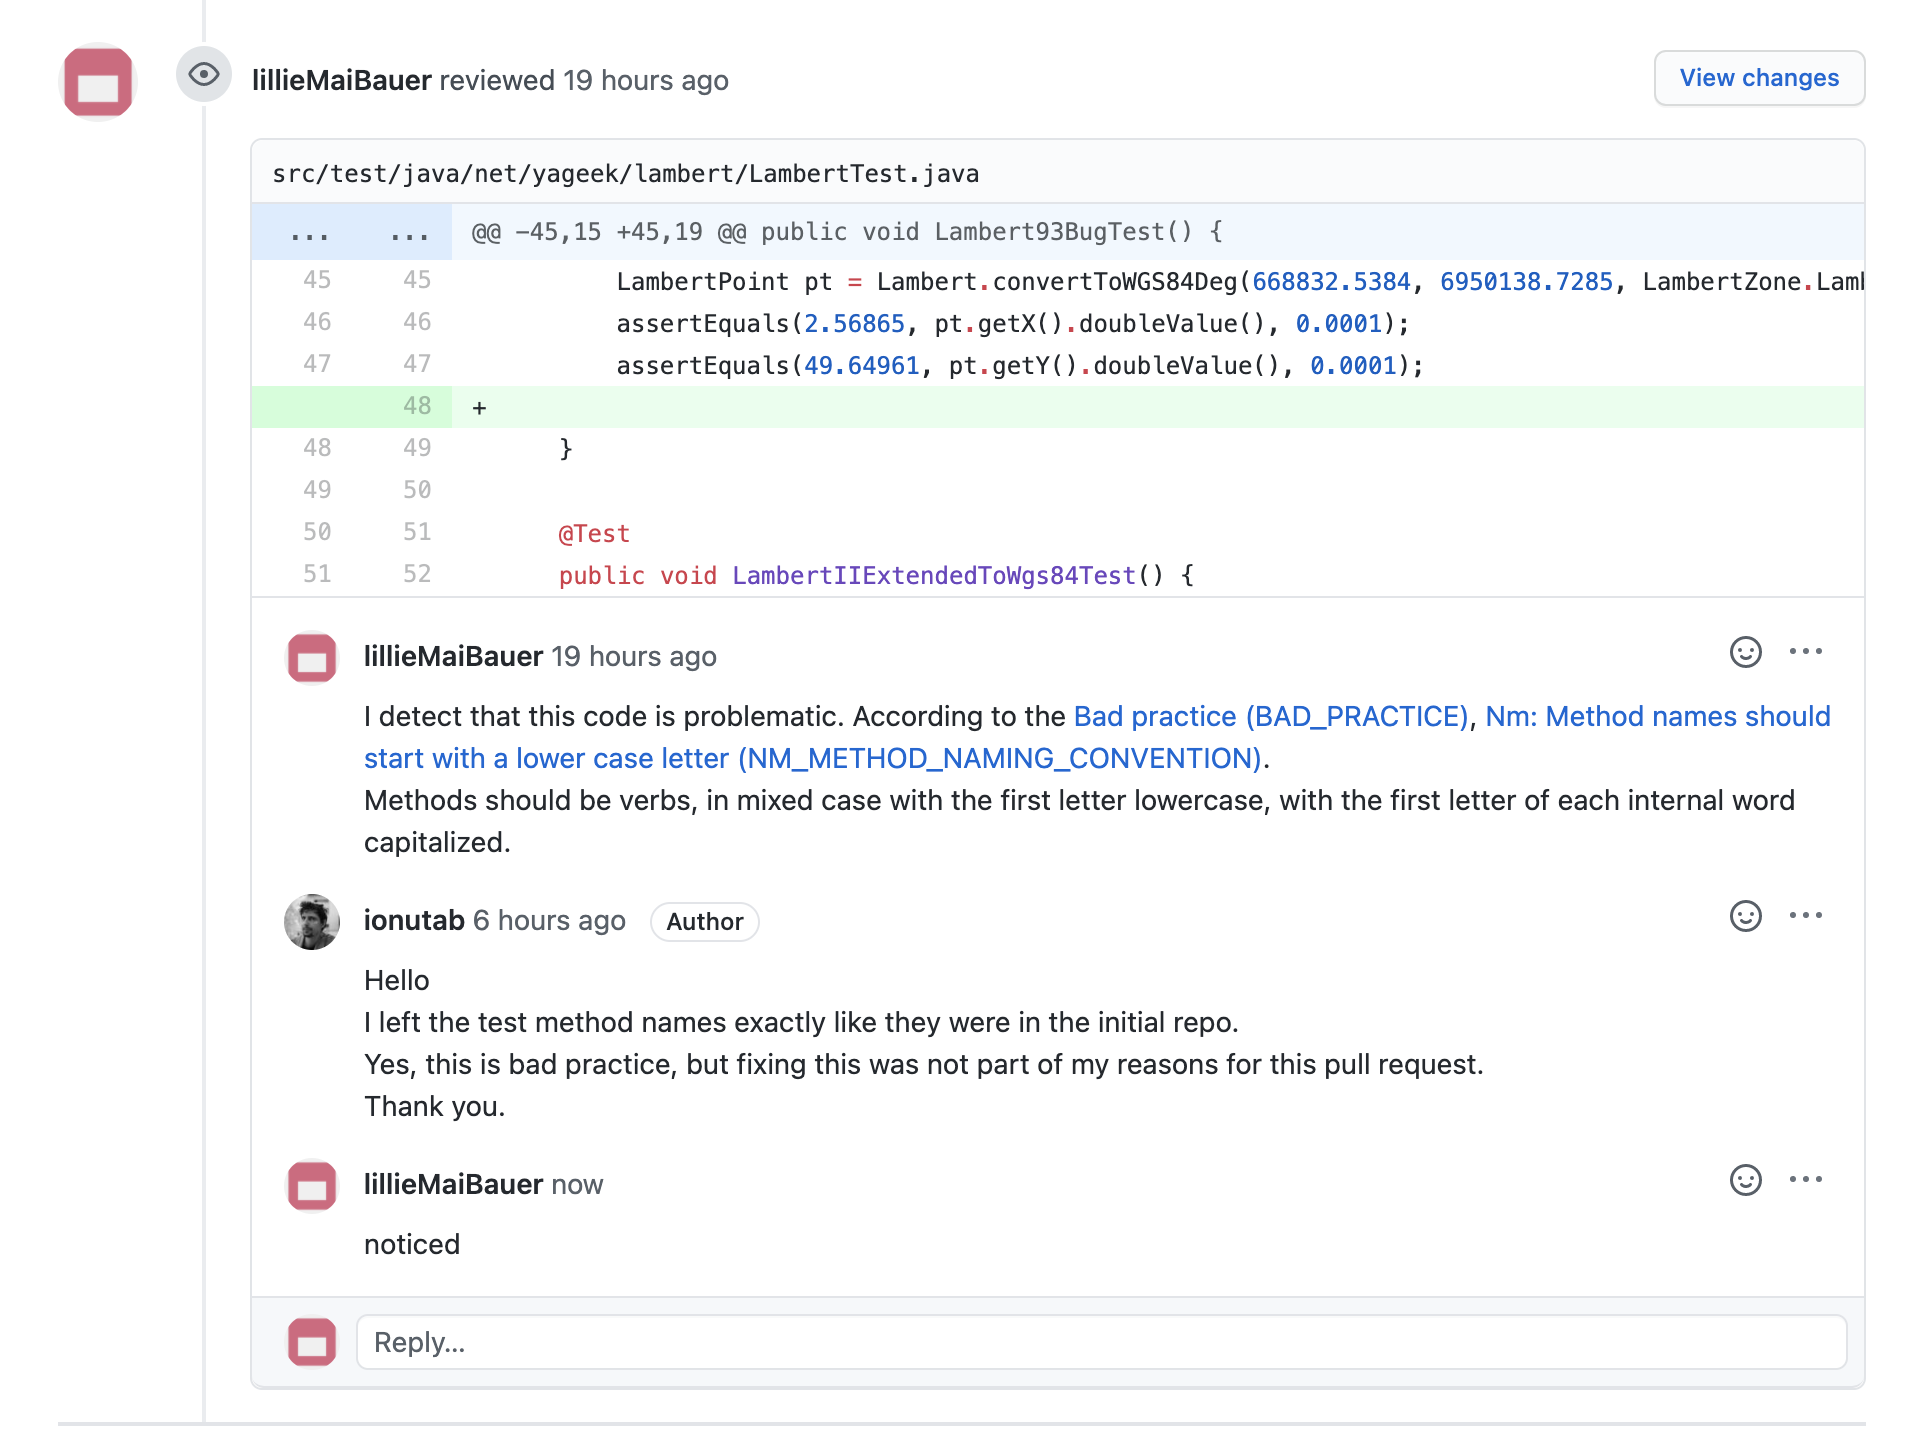 lillieMaiBauer reviewed 19 hours ago
View changes
src/test/java/net/yageek/lambert/LambertTest.java
... ... @@ -45,15 +45,19 @@ public void Lambert93BugTest() {
45 45 LambertPoint pt = Lambert.convertToWGS84Deg(668832.5384, 6950138.7285, LambertZone.Lamb
46 46 assertEquals(2.56865, pt.getX().doubleValue(), 0.0001);
47 47 assertEquals(49.64961, pt.getY().doubleValue(), 0.0001);
48 +
48 49 }
49 50
50 51 @Test
51 52 public void LambertIIExtendedToWgs84Test() {
lillieMaiBauer 19 hours ago
I detect that this code is problematic. According to the Bad practice (BAD_PRACTICE), Nm: Method names should
start with a lower case letter (NM_METHOD_NAMING_CONVENTION).
Methods should be verbs, in mixed case with the first letter lowercase, with the first letter of each internal word
capitalized.
ionutab 6 hours ago Author
Hello
I left the test method names exactly like they were in the initial repo.
Yes, this is bad practice, but fixing this was not part of my reasons for this pull request.
Thank you.
lillieMaiBauer now
noticed
Reply...